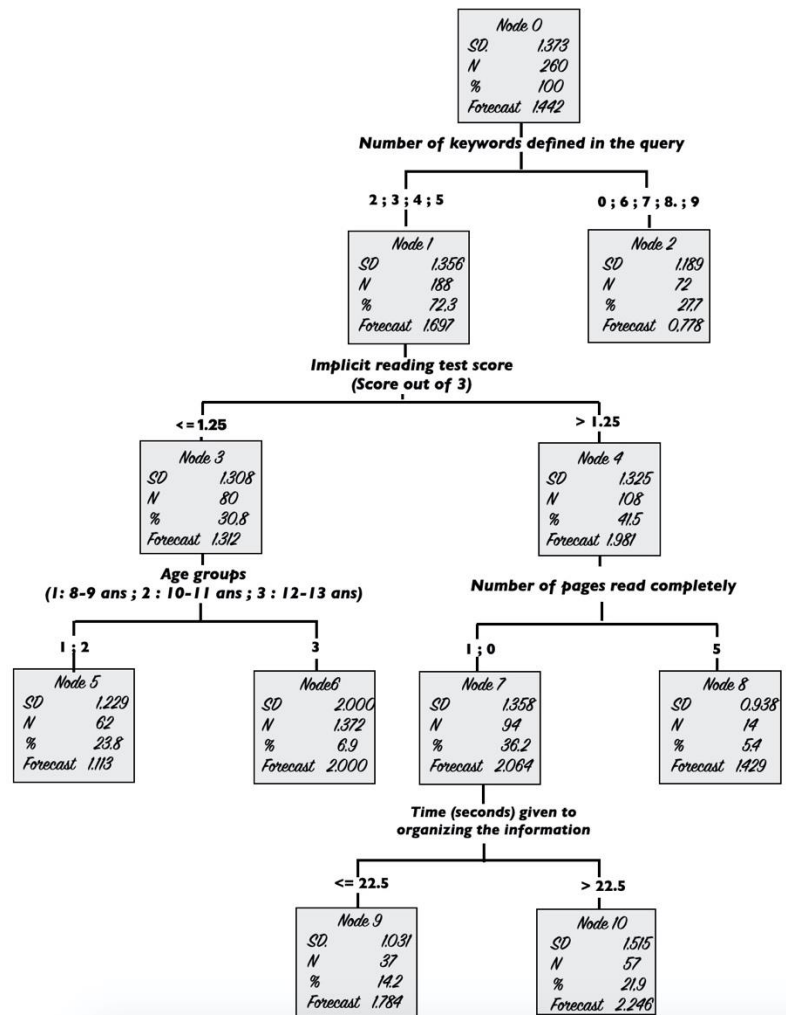 Node 0
SD. 1.373
N 260
% 100
Forecast 1.442
Number of keywords defined in the query
2 ; 3 ; 4 ; 5
0 ; 6 ; 7 ; 8. ; 9
Node 1
SD 1.356
N 188
% 72,3
Forecast 1.697
Node 2
SD 1.189
N 72
% 27.7
Forecast 0,778
Implicit reading test score
(Score out of 3)
<= 1.25
> 1.25
Node 3
SD 1.308
N 80
% 30,8
Forecast 1.312
Node 4
SD 1.325
N 108
% 41.5
Forecast 1.981
Age groups
(1: 8-9 ans ; 2 : 10-11 ans ; 3 : 12-13 ans)
Number of pages read completely
1 ; 2
3
1 ; 0
5
Node 5
SD 1,229
N 62
% 23.8
Forecast 1.113
Node6
SD 2.000
N 1.372
% 6.9
Forecast 2.000
Node 7
SD 1.358
N 94
% 36.2
Forecast 2.064
Node 8
SD 0.938
N 14
% 5.4
Forecast 1.429
Time (seconds) given to
organizing the information
<= 22.5
> 22.5
Node 9
SD. 1.031
N 37
% 14.2
Forecast 1.784
Node 10
SD 1.515
N 57
% 21.9
Forecast 2.246